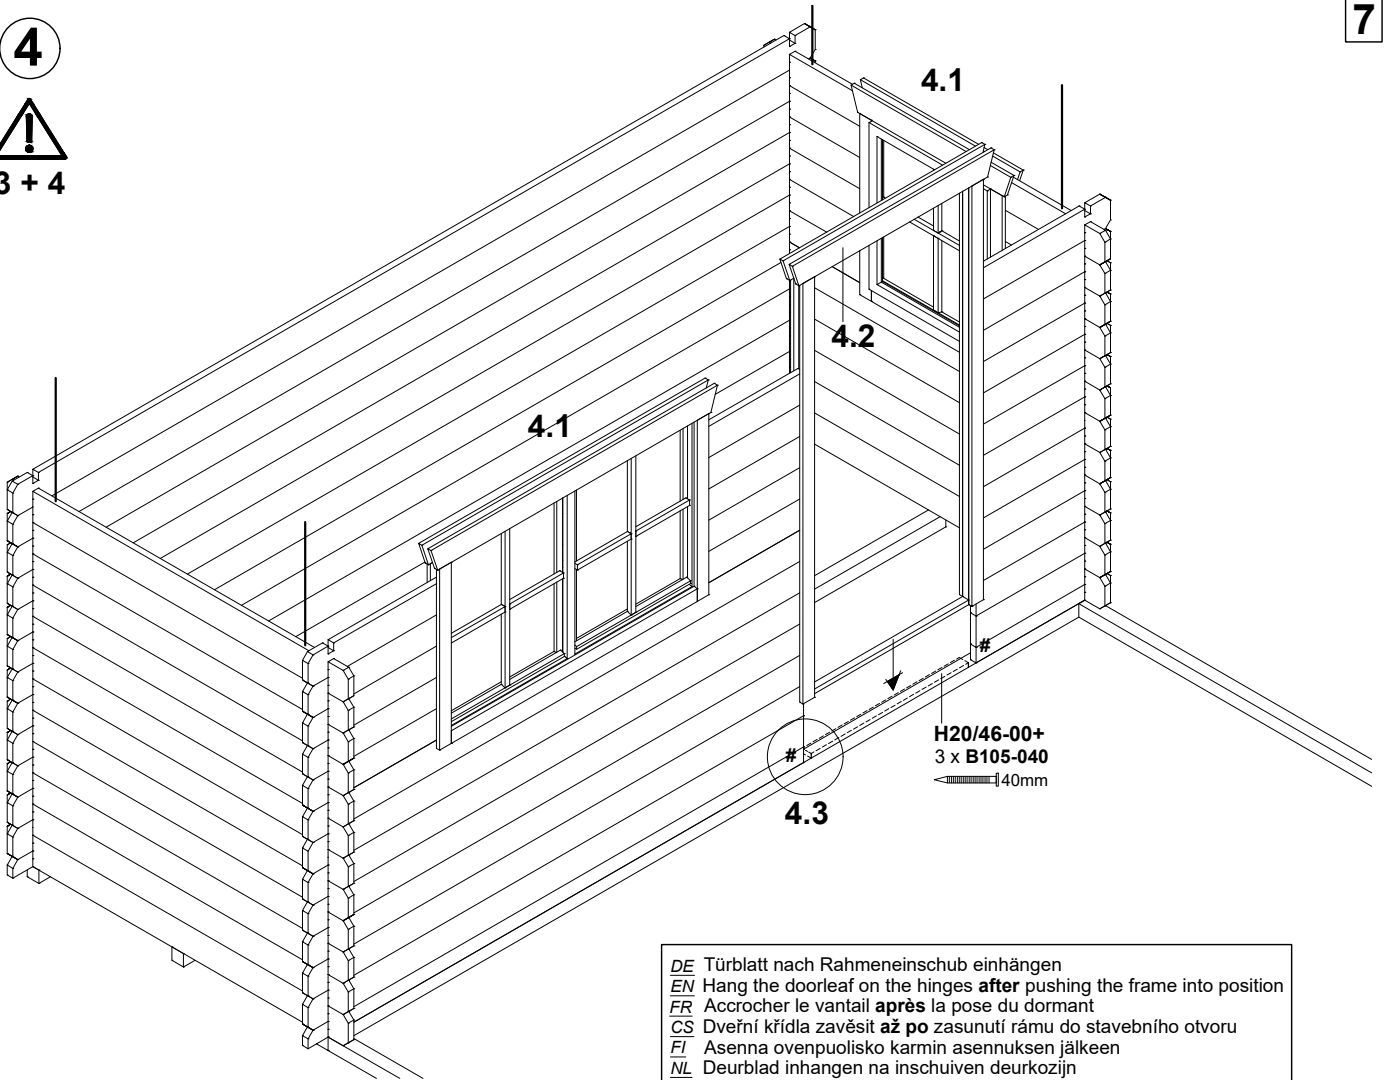 4
7
3 + 4
4.1
4.2
4.1
#
#
H20/46-00+
3 x B105-040
40mm
4.3
DE Türblatt nach Rahmeneinschub einhängen
EN Hang the doorleaf on the hinges after pushing the frame into position
FR Accrocher le vantail après la pose du dormant
CS Dveřní křídla zavěsit až po zasunutí rámu do stavebního otvoru
FI Asenna ovenpuolisko karmin asennuksen jälkeen
NL Deurblad inhangen na inschuiven deurkozijn